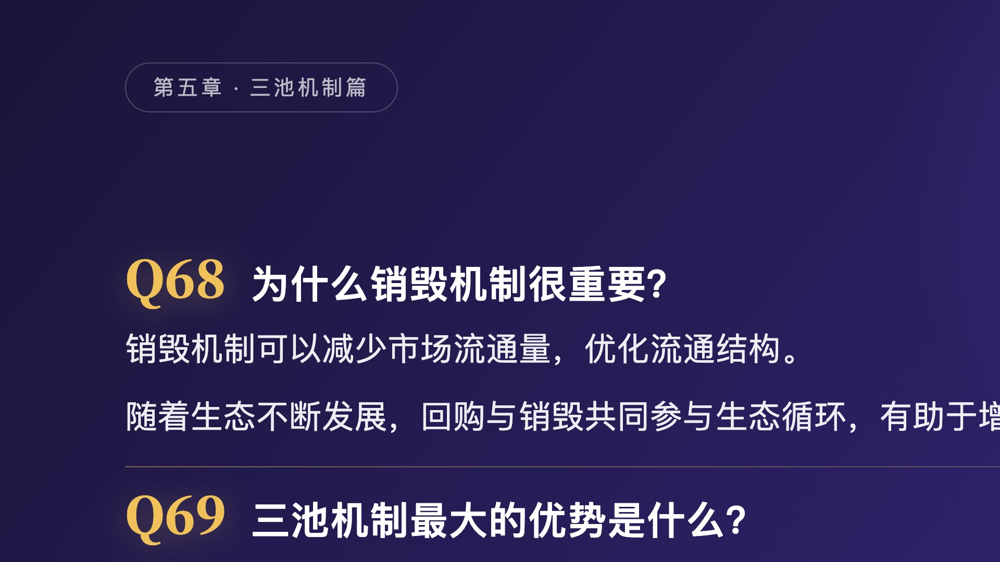 第五章 · 三池机制篇
Q68 为什么销毁机制很重要?
销毁机制可以减少市场流通量，优化流通结构。
随着生态不断发展，回购与销毁共同参与生态循环，有助于增
Q69 三池机制最大的优势是什么?